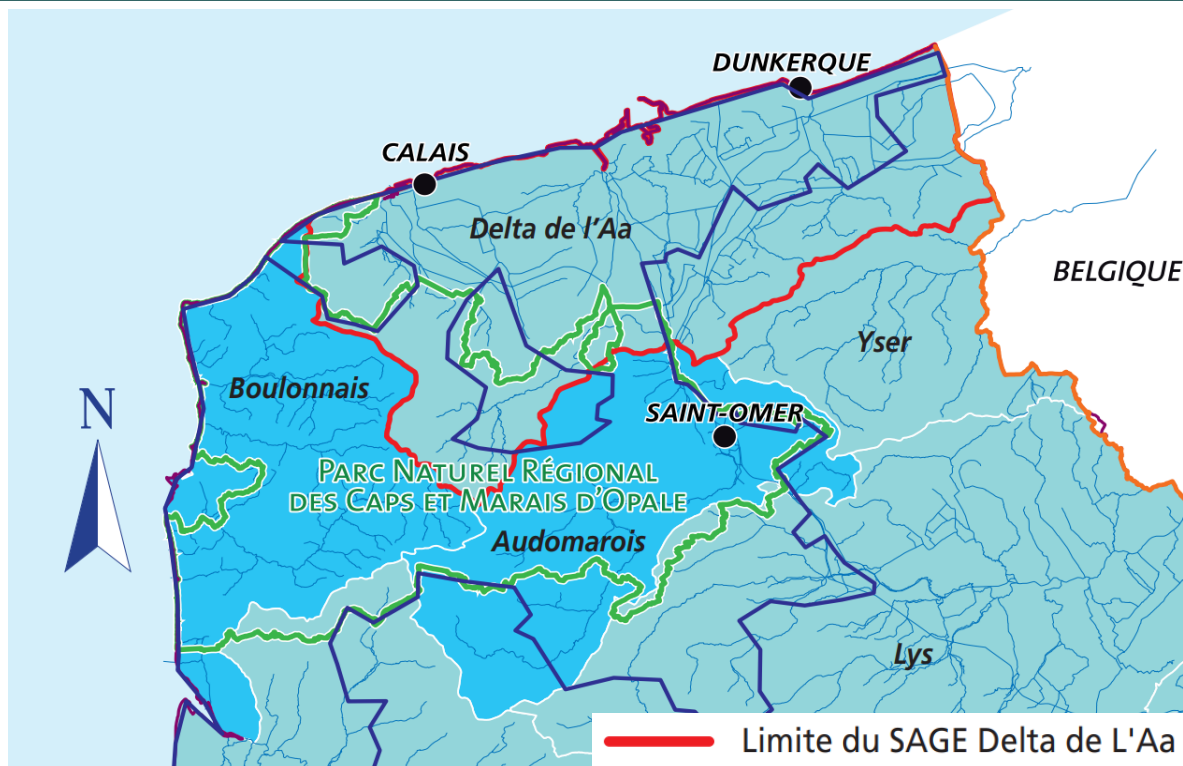 DUNKERQUE
CALAIS
Delta de l'Aa
BELGIQUE
Yser
Boulonnais
N
SAINT-OMER
PARC NATUREL RÉGIONAL
DES CAPS ET MARAIS D'OPALE
Audomarois
Lys
Limite du SAGE Delta de L'Aa